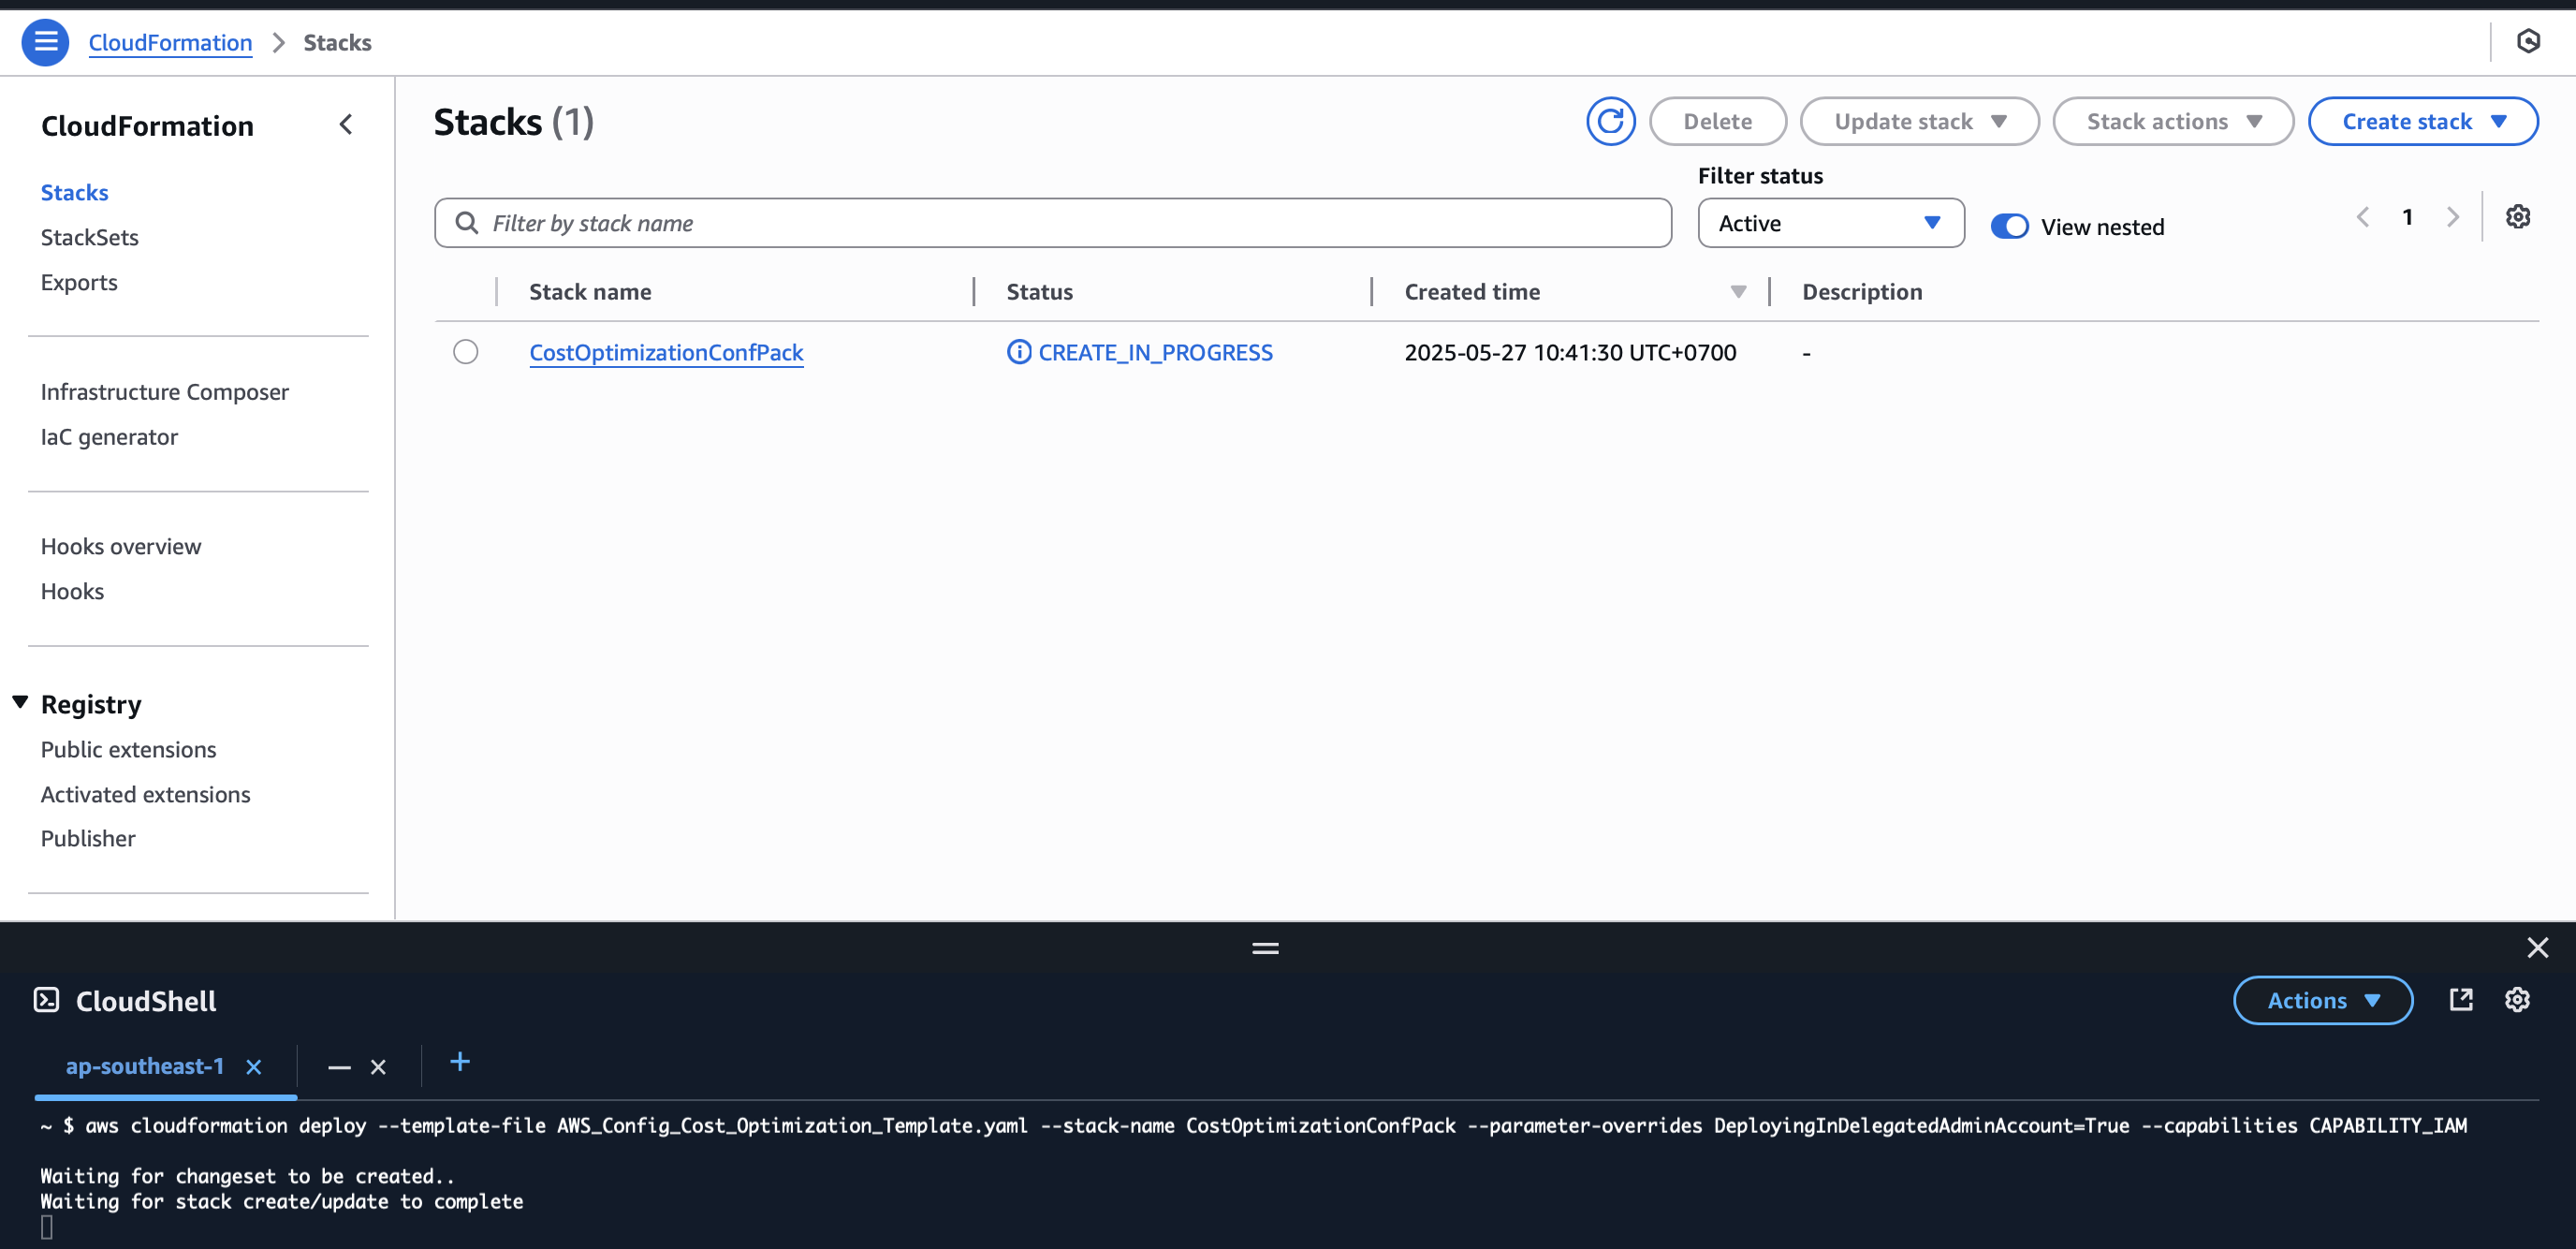 CloudFormation > Stacks
CloudFormation
Stacks
StackSets
Exports
Infrastructure Composer
IaC generator
Hooks overview
Hooks
Registry
Public extensions
Activated extensions
Publisher
Stacks (1)
Delete
Update stack
Stack actions
Create stack
Filter by stack name
Filter status
Active
View nested
1
Stack name Status Created time Description
CostOptimizationConfPack CREATE_IN_PROGRESS 2025-05-27 10:41:30 UTC+0700 -
CloudShell
Actions
ap-southeast-1
~ $ aws cloudformation deploy --template-file AWS_Config_Cost_Optimization_Template.yaml --stack-name CostOptimizationConfPack --parameter-overrides DeployingInDelegatedAdminAccount=True --capabilities CAPABILITY_IAM
Waiting for changeset to be created..
Waiting for stack create/update to complete